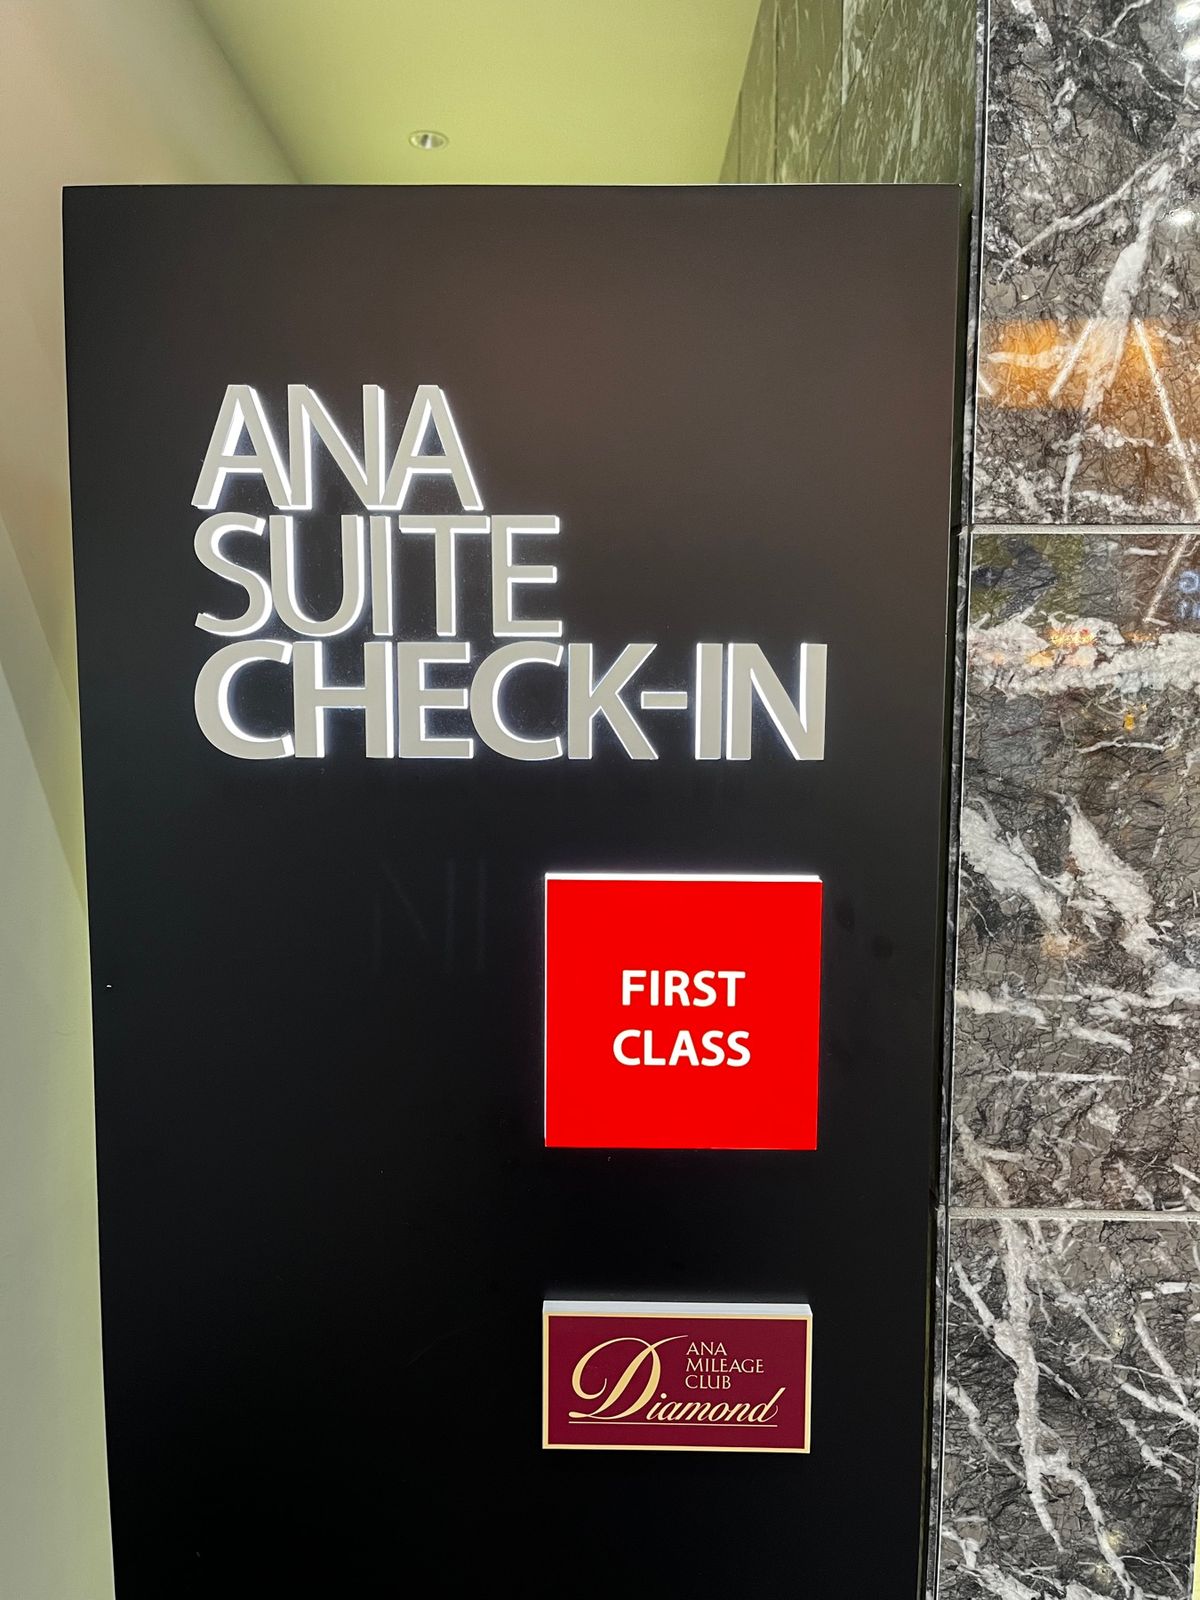 ANA
SUITE
CHECK-IN
FIRST
CLASS
ANA
MILEAGE
CLUB
Diamond